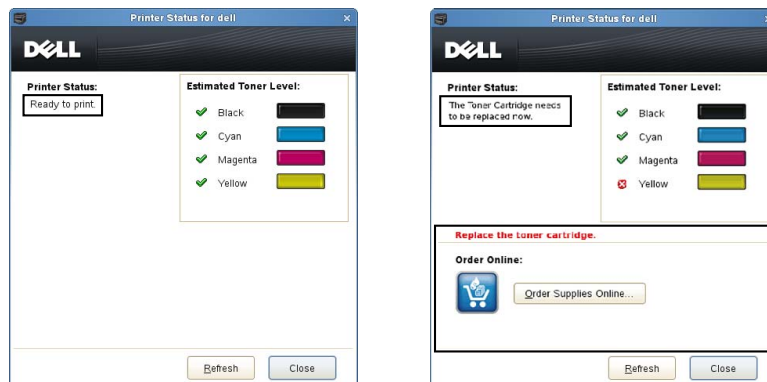 Printer Status for dell
DELL
Printer Status:
Ready to print.
Estimated Toner Level:
Black
Cyan
Magenta
Yellow
Refresh
Close
Printer Status for dell
DELL
Printer Status:
The Toner Cartridge needs
to be replaced now.
Estimated Toner Level:
Black
Cyan
Magenta
Yellow
Replace the toner cartridge.
Order Online:
Order Supplies Online...
Refresh
Close